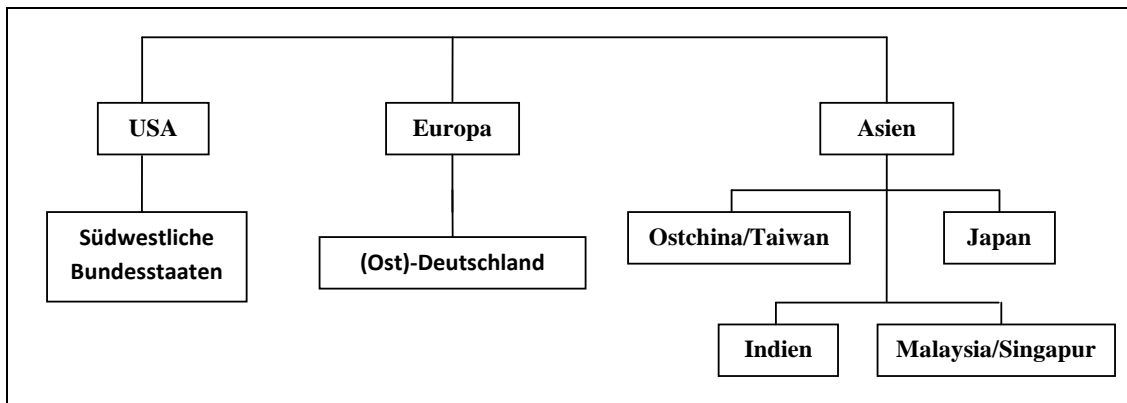 USA
Europa
Asien
Südwestliche
Bundesstaaten
(Ost)-Deutschland
Ostchina/Taiwan
Japan
Indien
Malaysia/Singapur